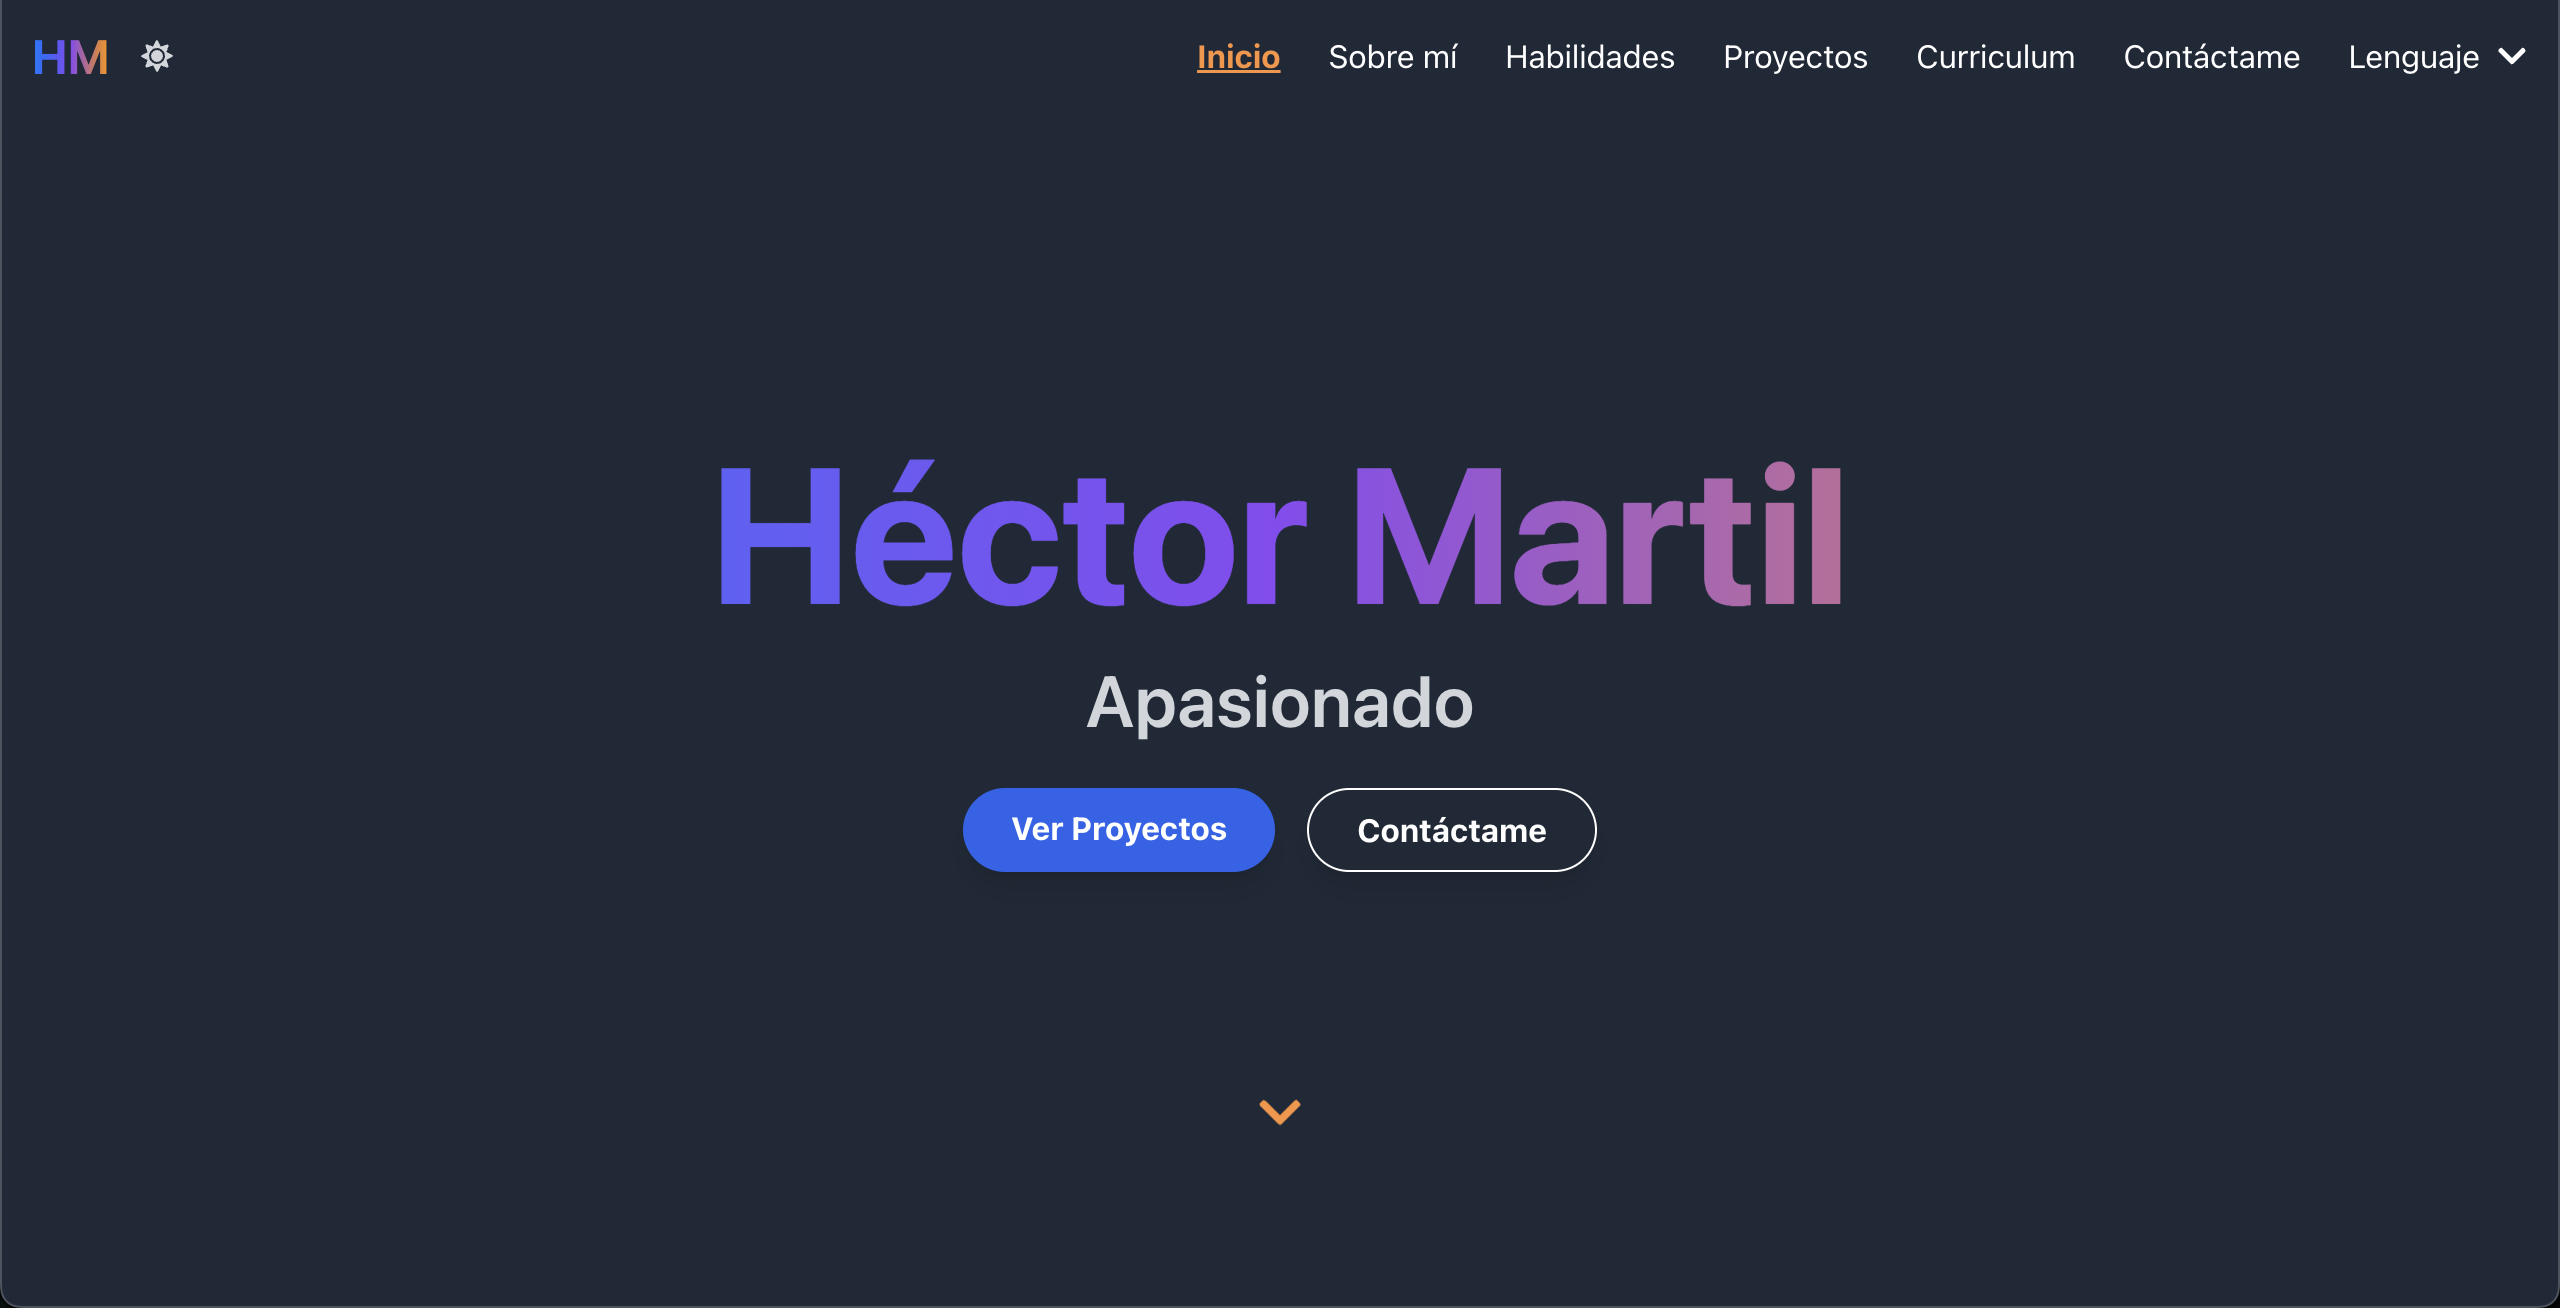 HM
Inicio Sobre mí Habilidades Proyectos Curriculum Contáctame Lenguaje
Héctor Martil
Apasionado
Ver Proyectos Contáctame